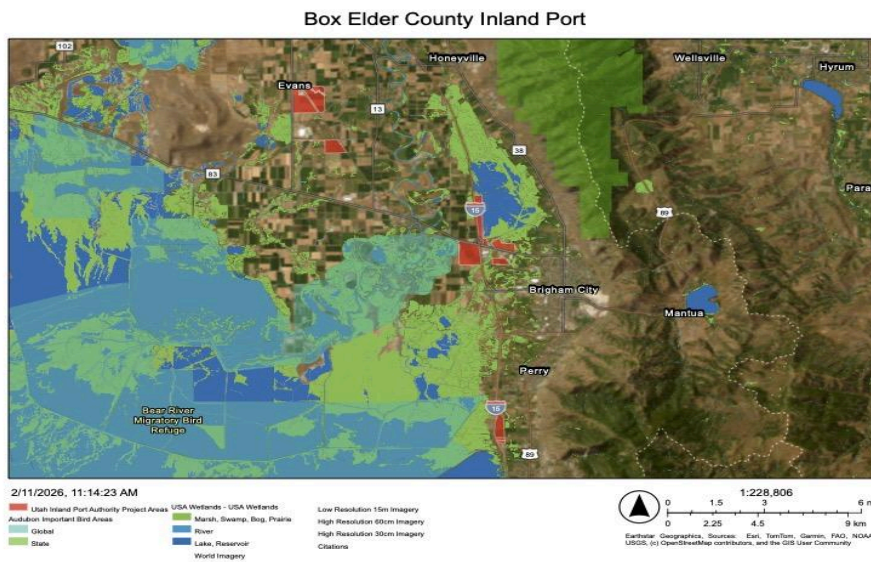 Box Elder County Inland Port
102
Honeyville
Wellsville
Hyrum
Evans
13
83
38
Para
89
15
Brigham City
Mantua
Perry
Bear River
Migratory Bird
Refuge
15
89
2/11/2026, 11:14:23 AM
Utah Inland Port Authority Project Areas
Audubon Important Bird Areas
Global
State
USA Wetlands - USA Wetlands
Marsh, Swamp, Bog, Prairie
River
Lake, Reservoir
World Imagery
Low Resolution 15m Imagery
High Resolution 60cm Imagery
High Resolution 30cm Imagery
Citations
1:228,806
0 1.5 3 6 m
0 2.25 4.5 9 km
Earthstar Geographics, Sources: Esri, TomTom, Garmin, FAO, NOAA
USGS, (c) OpenStreetMap contributors, and the GIS User Community